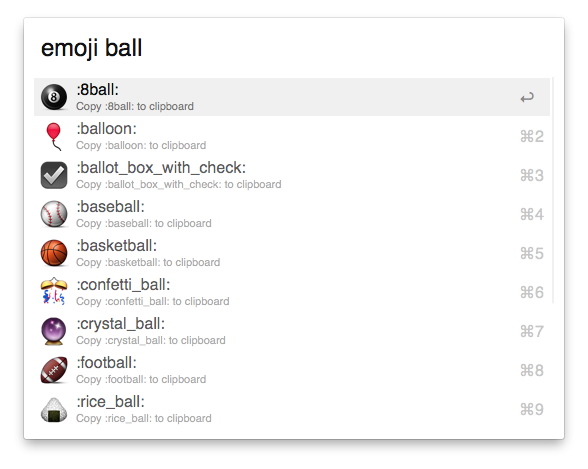 emoji ball
:8ball:
Copy :8ball: to clipboard
↩
:balloon:
Copy :balloon: to clipboard
⌘2
:ballot_box_with_check:
Copy :ballot_box_with_check: to clipboard
⌘3
:baseball:
Copy :baseball: to clipboard
⌘4
:basketball:
Copy :basketball: to clipboard
⌘5
:confetti_ball:
Copy :confetti_ball: to clipboard
⌘6
:crystal_ball:
Copy :crystal_ball: to clipboard
⌘7
:football:
Copy :football: to clipboard
⌘8
:rice_ball:
Copy :rice_ball: to clipboard
⌘9